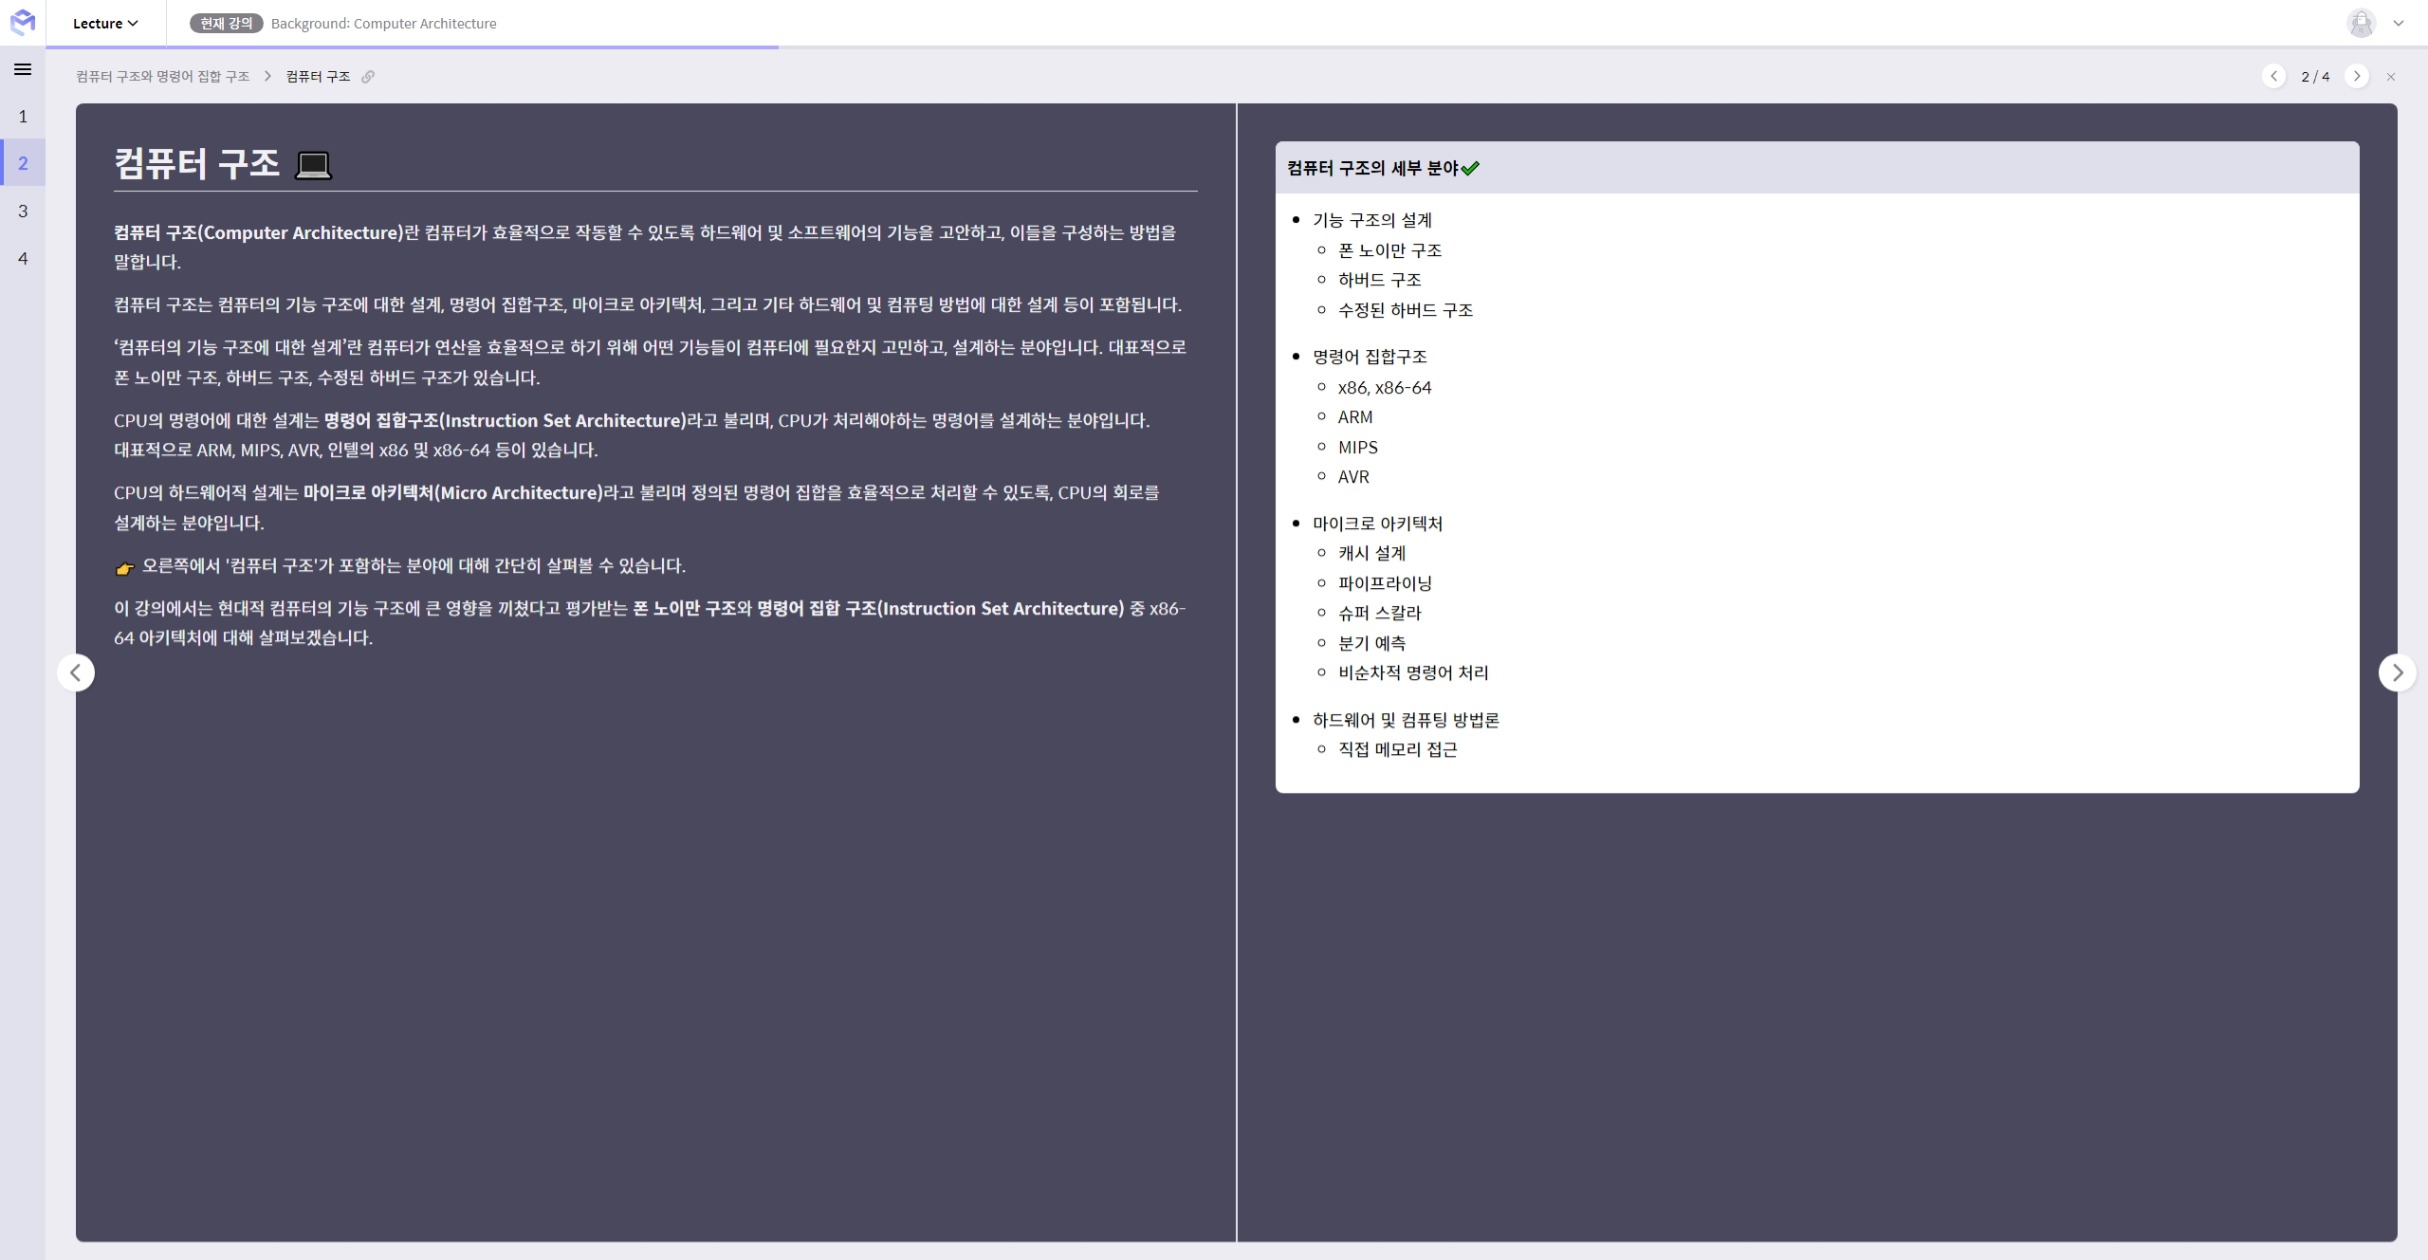 Lecture
현재 강의 Background: Computer Architecture
컴퓨터 구조와 명령어 집합 구조 > 컴퓨터 구조
2 / 4
1
2
3
4
컴퓨터 구조
컴퓨터 구조(Computer Architecture)란 컴퓨터가 효율적으로 작동할 수 있도록 하드웨어 및 소프트웨어의 기능을 고안하고, 이들을 구성하는 방법을
말합니다.
컴퓨터 구조는 컴퓨터의 기능 구조에 대한 설계, 명령어 집합구조, 마이크로 아키텍처, 그리고 기타 하드웨어 및 컴퓨팅 방법에 대한 설계 등이 포함됩니다.
‘컴퓨터의 기능 구조에 대한 설계’란 컴퓨터가 연산을 효율적으로 하기 위해 어떤 기능들이 컴퓨터에 필요한지 고민하고, 설계하는 분야입니다. 대표적으로
폰 노이만 구조, 하버드 구조, 수정된 하버드 구조가 있습니다.
CPU의 명령어에 대한 설계는 명령어 집합구조(Instruction Set Architecture)라고 불리며, CPU가 처리해야하는 명령어를 설계하는 분야입니다.
대표적으로 ARM, MIPS, AVR, 인텔의 x86 및 x86-64 등이 있습니다.
CPU의 하드웨어적 설계는 마이크로 아키텍처(Micro Architecture)라고 불리며 정의된 명령어 집합을 효율적으로 처리할 수 있도록, CPU의 회로를
설계하는 분야입니다.
👉 오른쪽에서 '컴퓨터 구조'가 포함하는 분야에 대해 간단히 살펴볼 수 있습니다.
이 강의에서는 현대적 컴퓨터의 기능 구조에 큰 영향을 끼쳤다고 평가받는 폰 노이만 구조와 명령어 집합 구조(Instruction Set Architecture) 중 x86-
64 아키텍처에 대해 살펴보겠습니다.
컴퓨터 구조의 세부 분야✔
기능 구조의 설계
폰 노이만 구조
하버드 구조
수정된 하버드 구조
명령어 집합구조
x86, x86-64
ARM
MIPS
AVR
마이크로 아키텍처
캐시 설계
파이프라이닝
슈퍼 스칼라
분기 예측
비순차적 명령어 처리
하드웨어 및 컴퓨팅 방법론
직접 메모리 접근